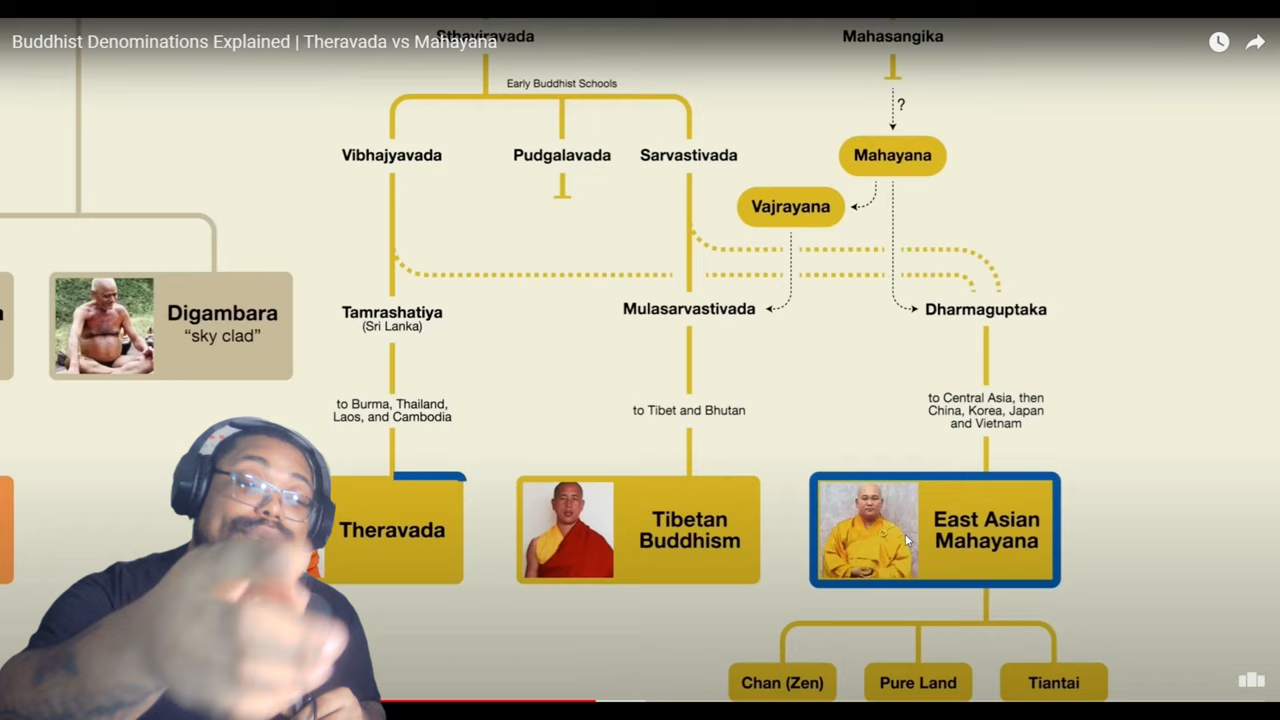 Buddhist Denominations Explained | Theravada vs Mahayana
Sthaviravada
Mahasangika
Early Buddhist Schools
?
Vibhajyavada
Pudgalavada
Sarvastivada
Mahayana
Vajrayana
Digambara
“sky clad”
Tamrashatiya
(Sri Lanka)
Mulasarvastivada
Dharmaguptaka
to Burma, Thailand,
Laos, and Cambodia
to Tibet and Bhutan
to Central Asia, then
China, Korea, Japan
and Vietnam
Theravada
Tibetan
Buddhism
East Asian
Mahayana
Chan (Zen)
Pure Land
Tiantai